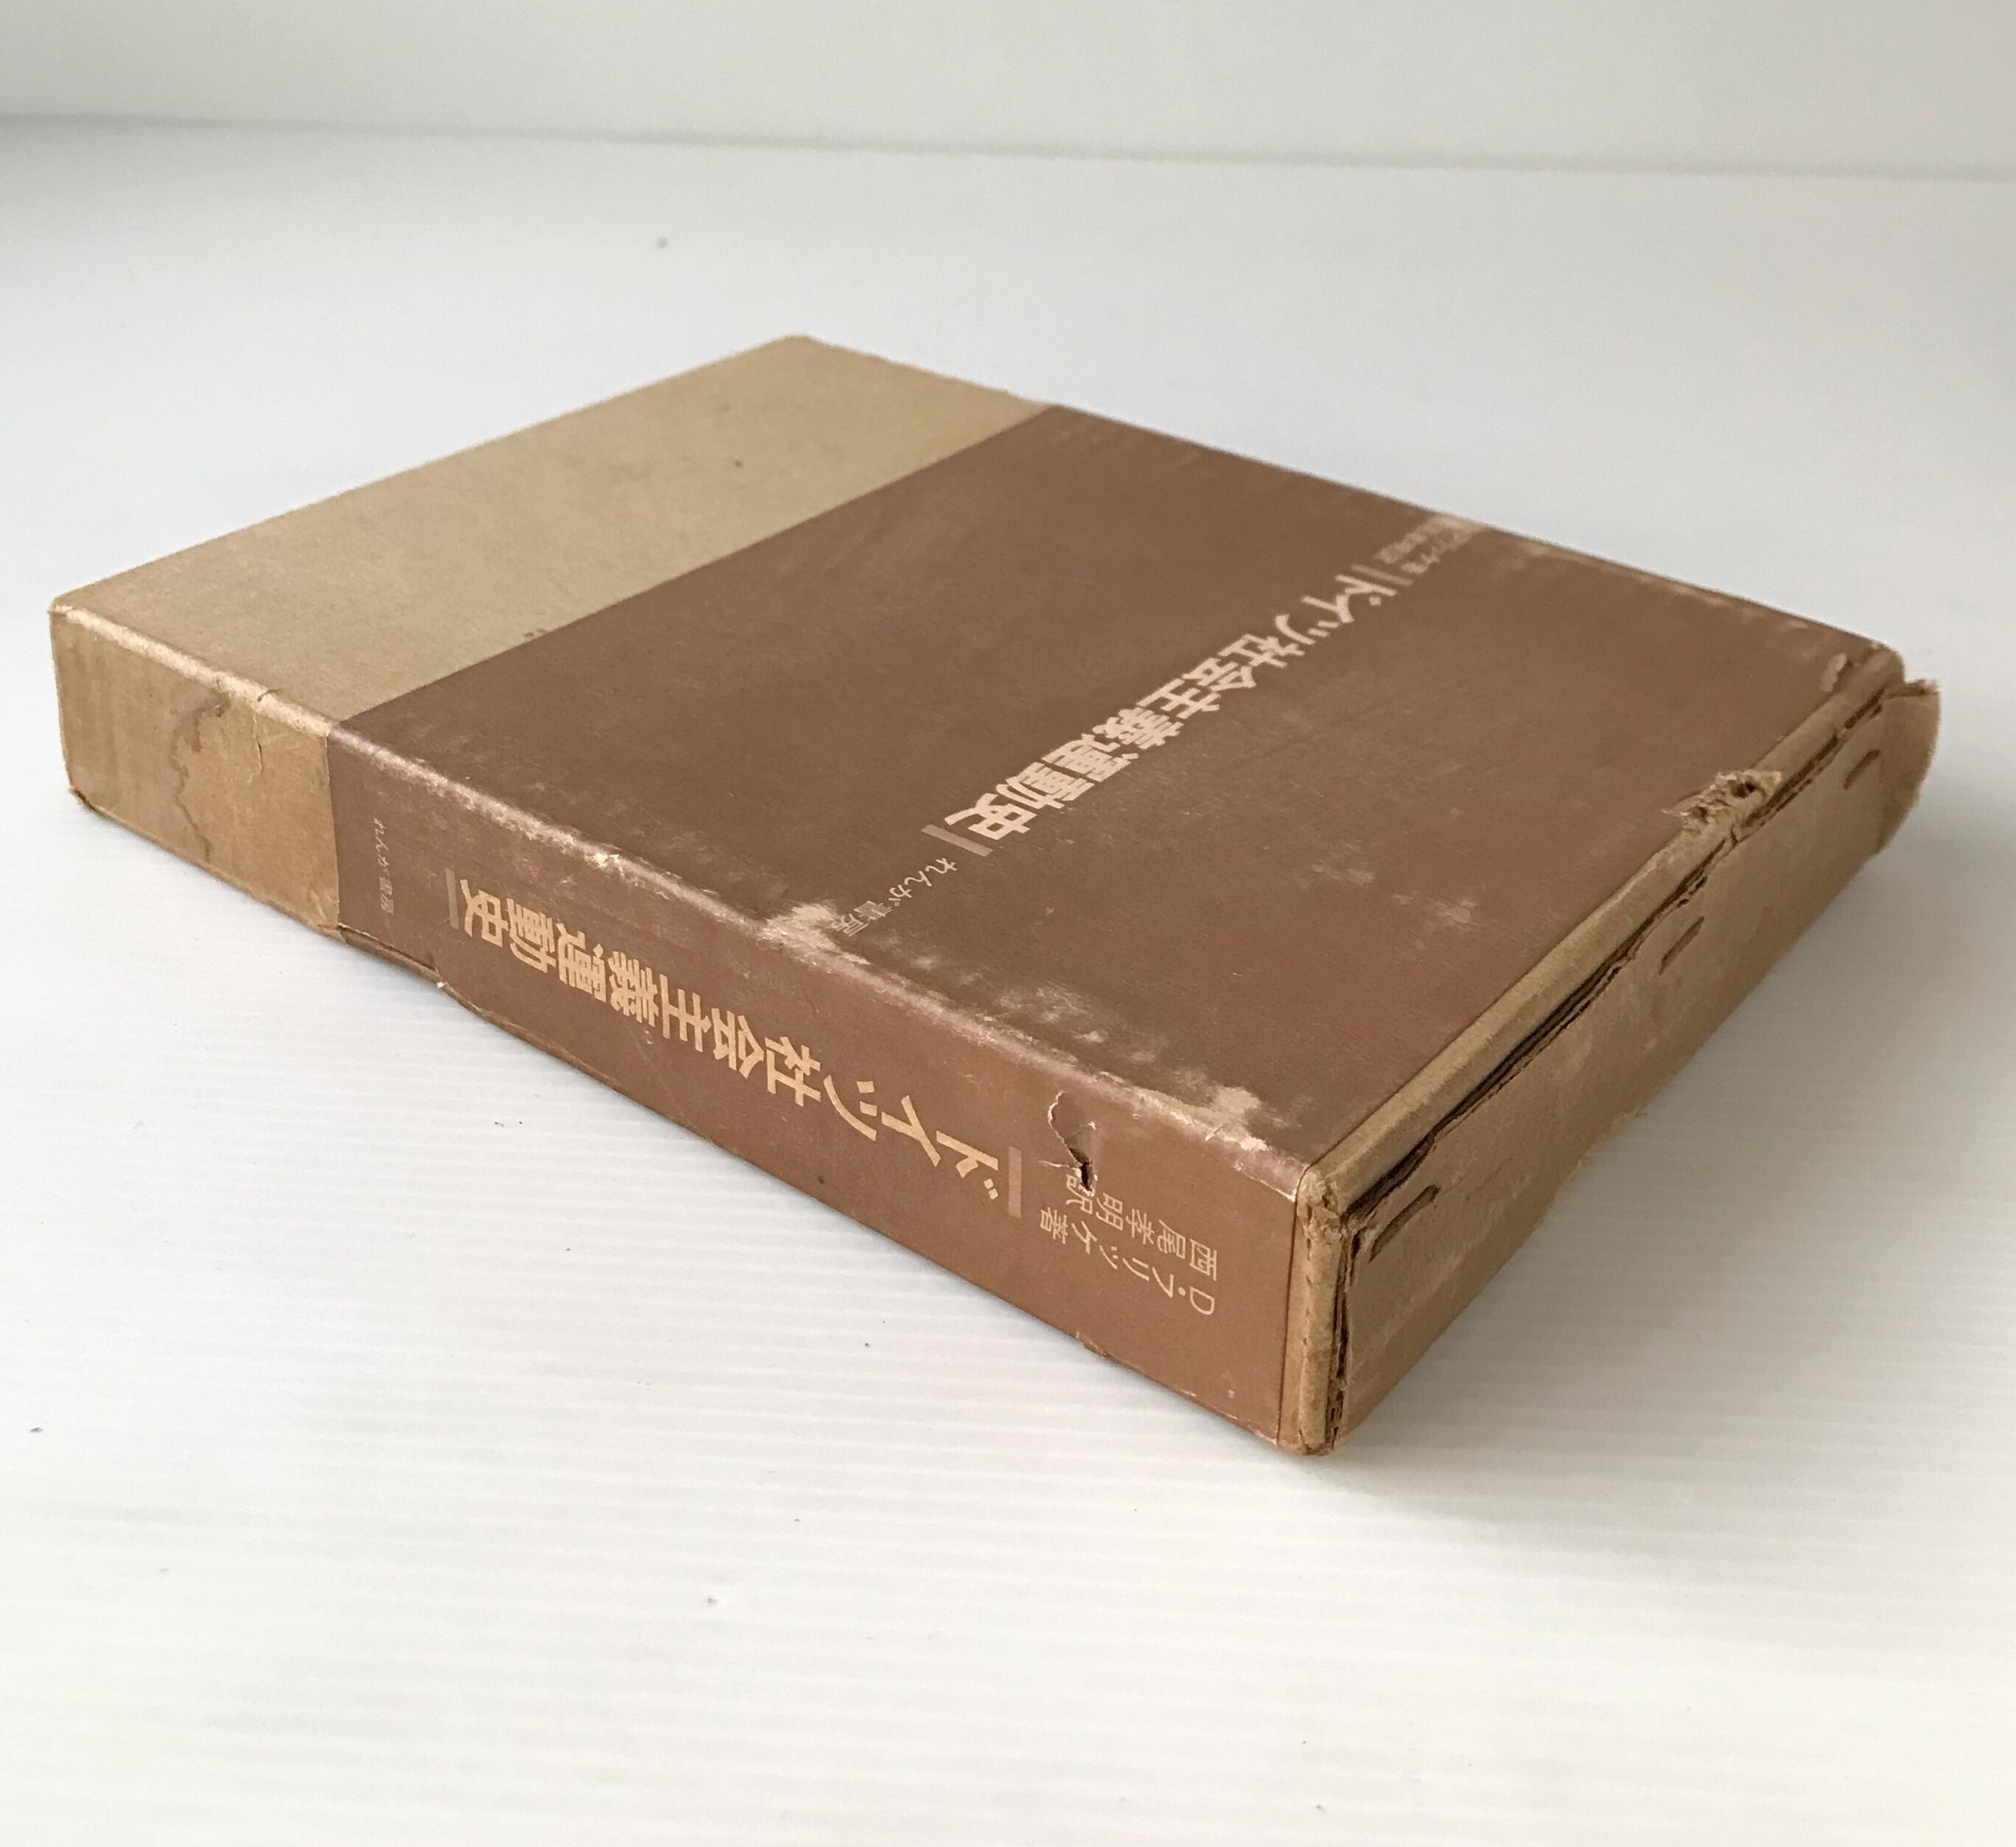 ドイツ社会主義運動史
れんが書房
D・フリッケ著
西尾孝明訳
ドイツ社会主義運動史
れんが書房